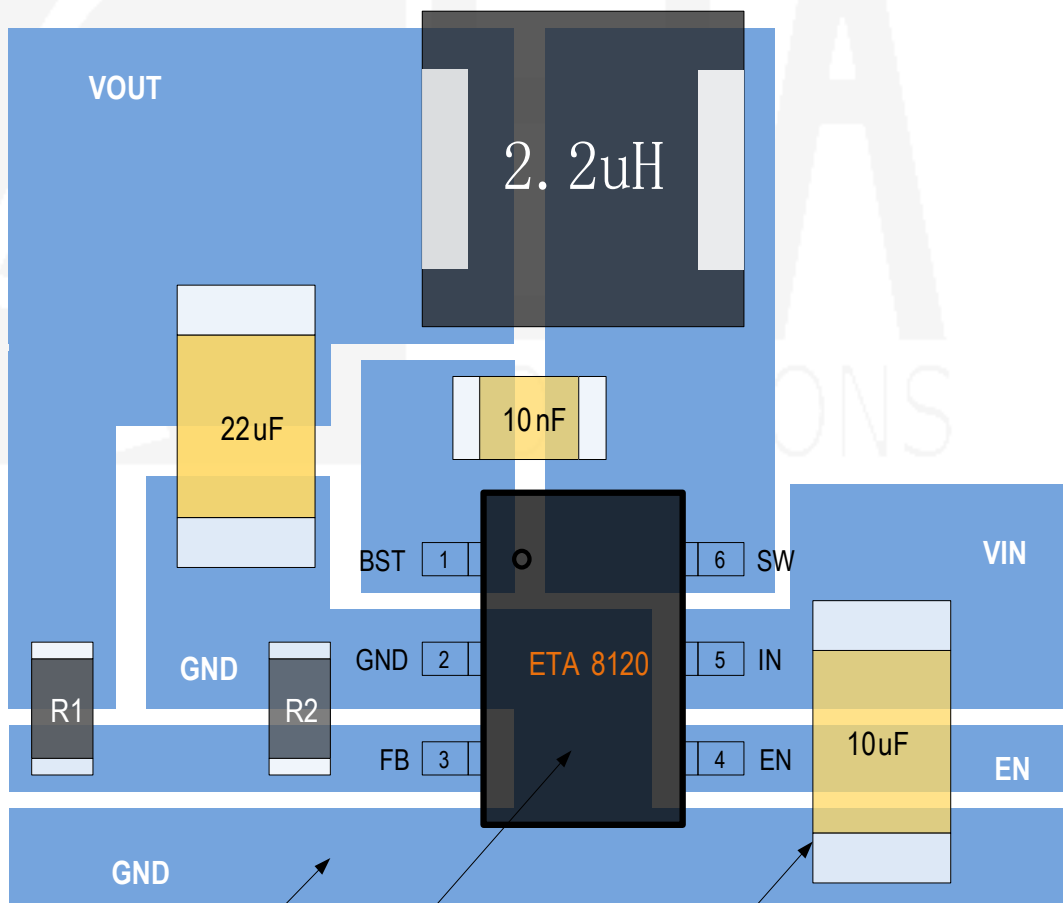 VOUT
2. 2uH
22uF
10nF
BST 1
6 SW
VIN
GND
GND 2
ETA 8120
5 IN
R1
R2
FB 3
4 EN
10uF
EN
GND